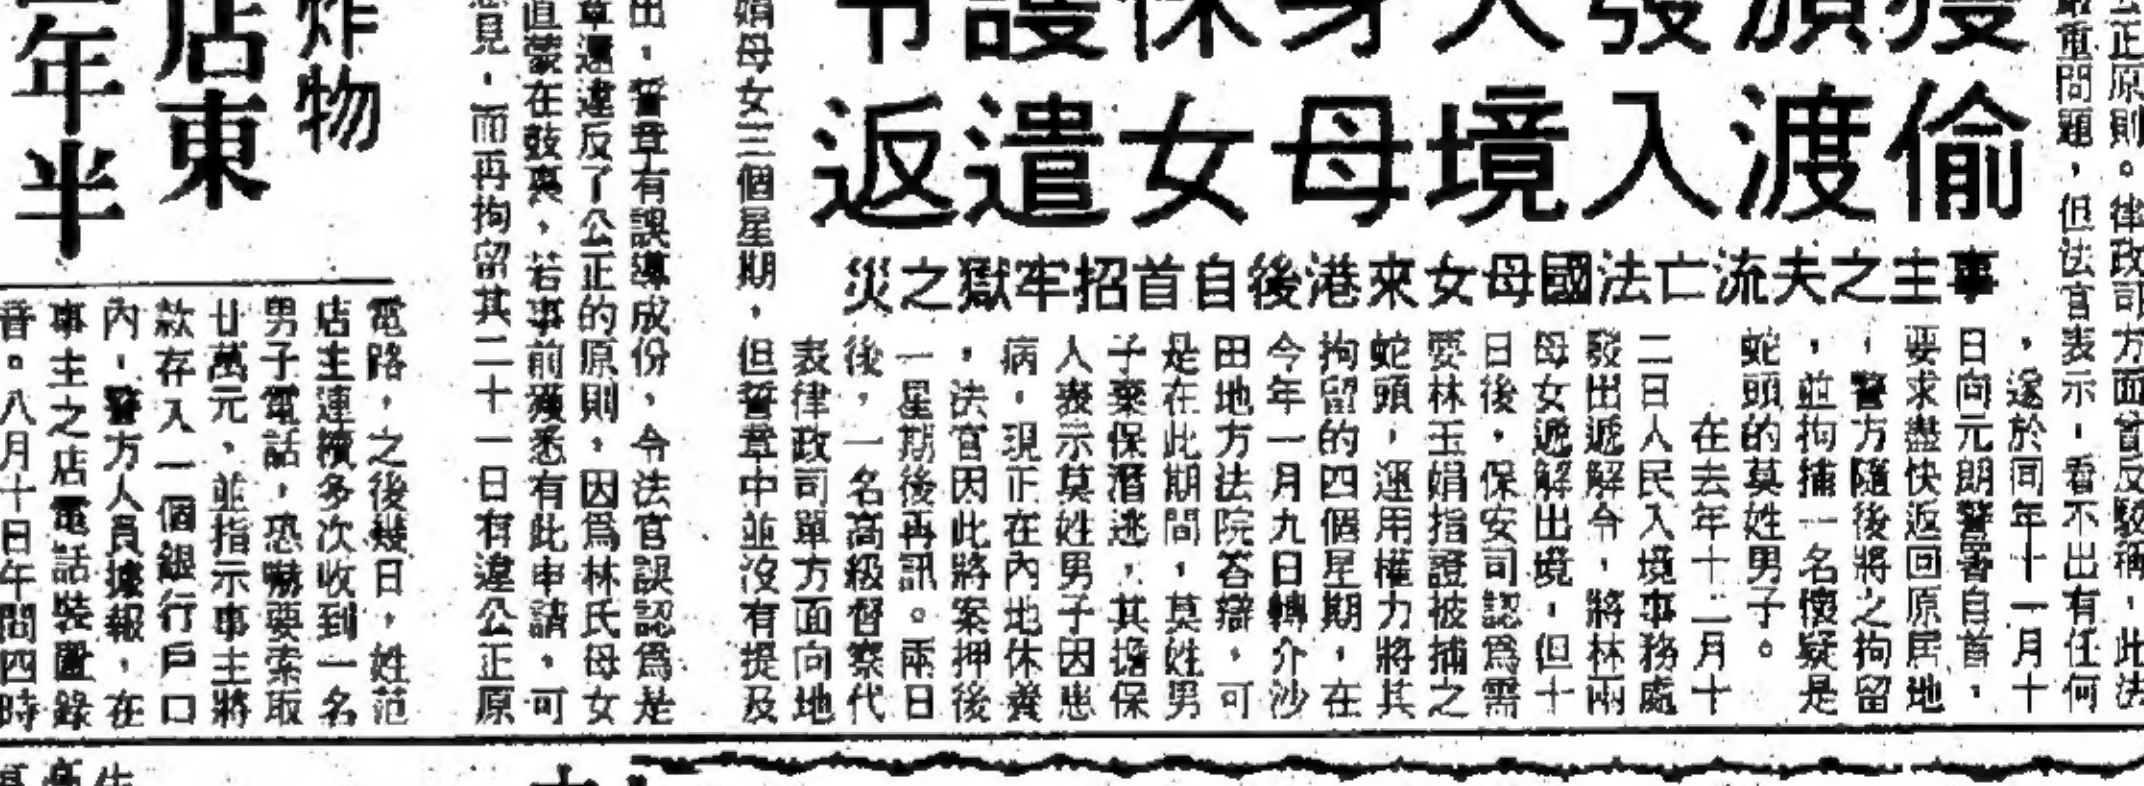 獲頒發人身保護令
偷渡入境母女遣返
事主之夫流亡法國母女來港後自首招牢獄之災
，遂於同年十一月十
日向元朗警署自首，
要求盡快返回原居地
，警方隨後將之拘留
，並拘捕一名懷疑是
蛇頭的莫姓男子。
在去年十二月十
二日人民入境事務處
發出遞解令，將林兩
母女遞解出境，但十
日後，保安司認為需
要林玉娟指證被捕之
蛇頭，運用權力將其
拘留的四個星期，在
今年一月九日轉介沙
田地方法院答辯，可
是在此期間，莫姓男
子棄保潛逃，其擔保
人表示莫姓男子因患
病，現正在內地休養
，法官因此將案押後
一星期後再訊。兩日
後，一名高級督察代
表律政司單方面向地
娟母女三個星期，
但誓章中並沒有提及
出，誓章有誤導成份，令法官誤認為是
章還違反了公正的原則，因為林氏母女
直蒙在鼓裏，若事前獲悉有此申請，可
意見，而再拘留其二十一日有違公正原
公正原則。律政司方面曾反駁稱，此法
嚴重問題，但法官表示，看不出有任何
炸物
店東
年半
電路，之後幾日，姓范
店主連續多次收到一名
男子電話，恐嚇要索取
廿萬元，並指示事主將
款存入一個銀行戶口
內，警方人員據報，在
事主之店電話裝置錄
音。八月十日午間四時